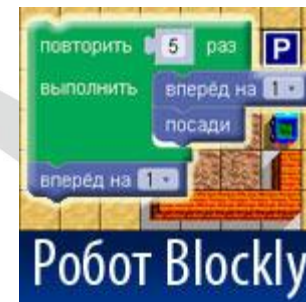 повторить 5 раз
P
выполнить вперёд на 1
посади
вперёд на 1
Робот Blockly